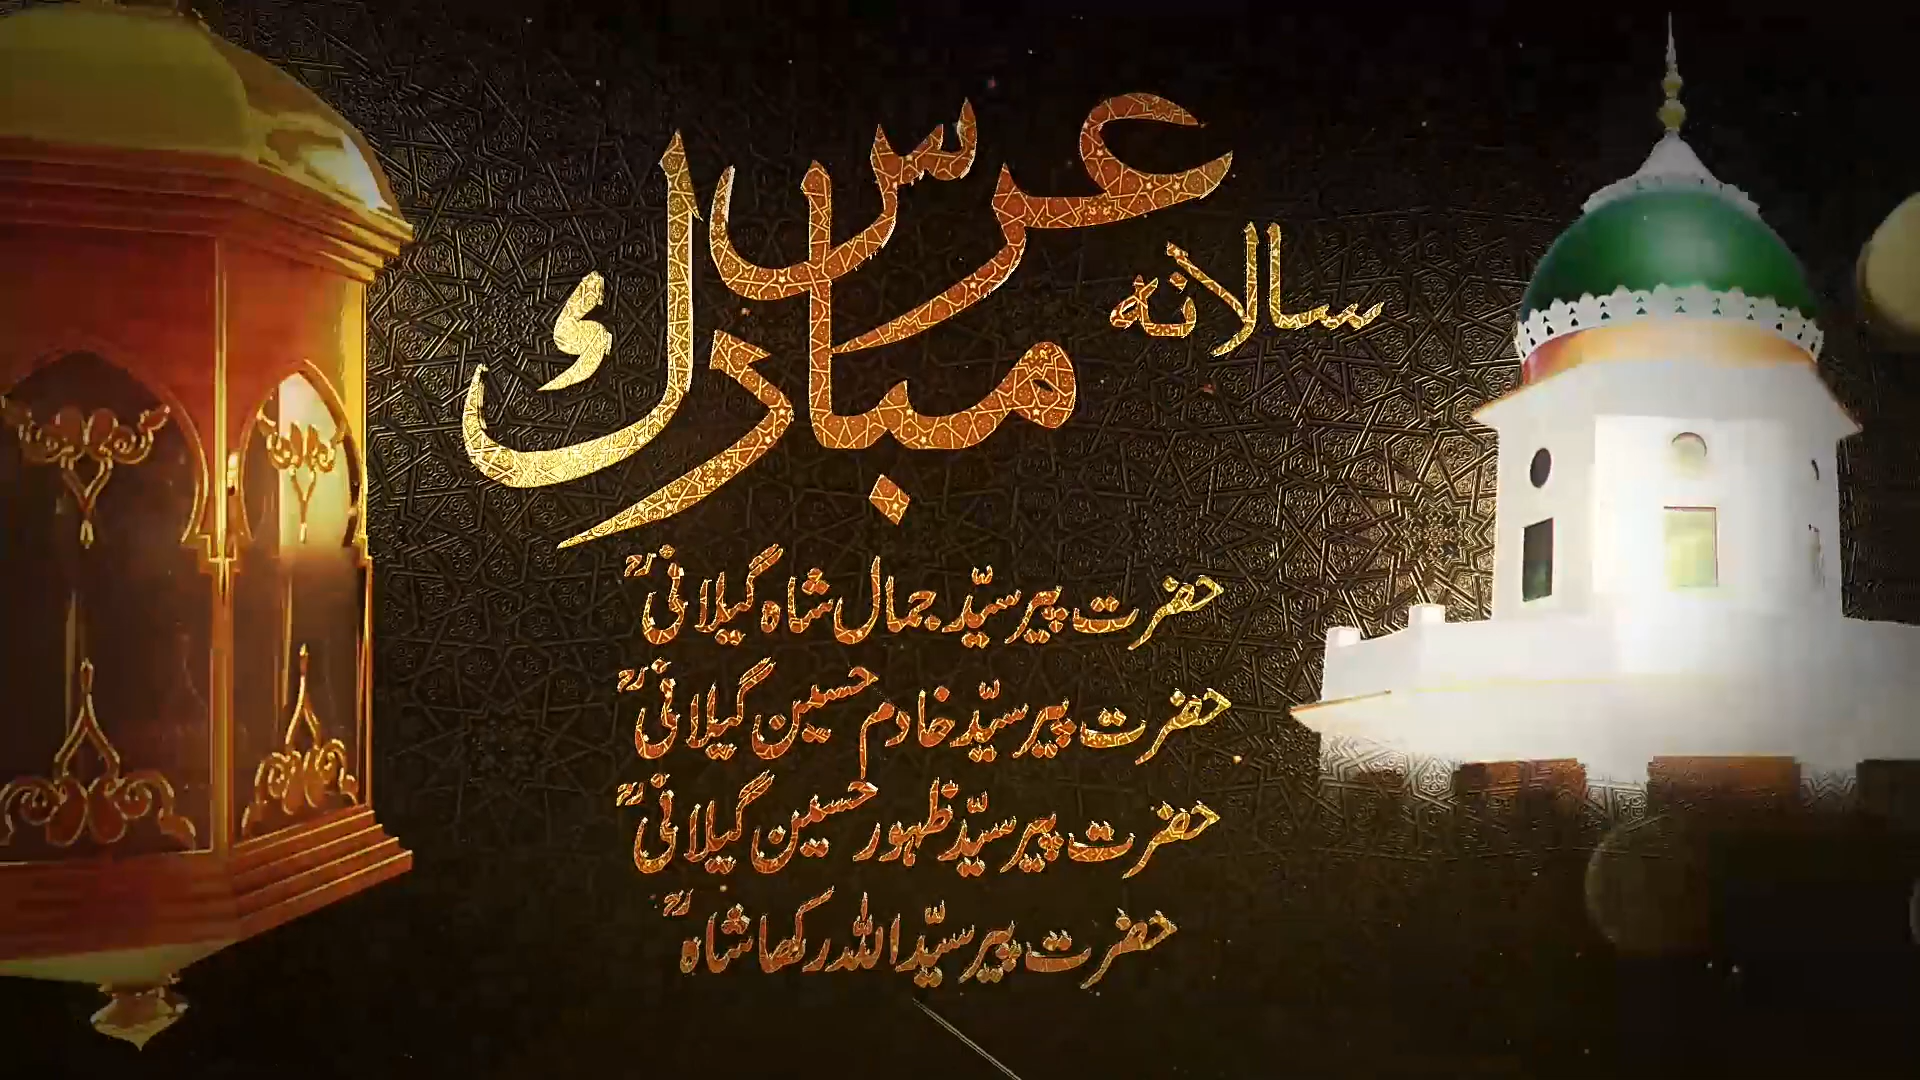 سالانہ
عرس مبارک
حضرت پیر سیّد جمال شاہ گیلانیؒ
حضرت پیر سیّد خادم حسین گیلانیؒ
حضرت پیر سیّد ظہور حسین گیلانیؒ
حضرت پیر سیّد اللہ رکھا شاہؒ